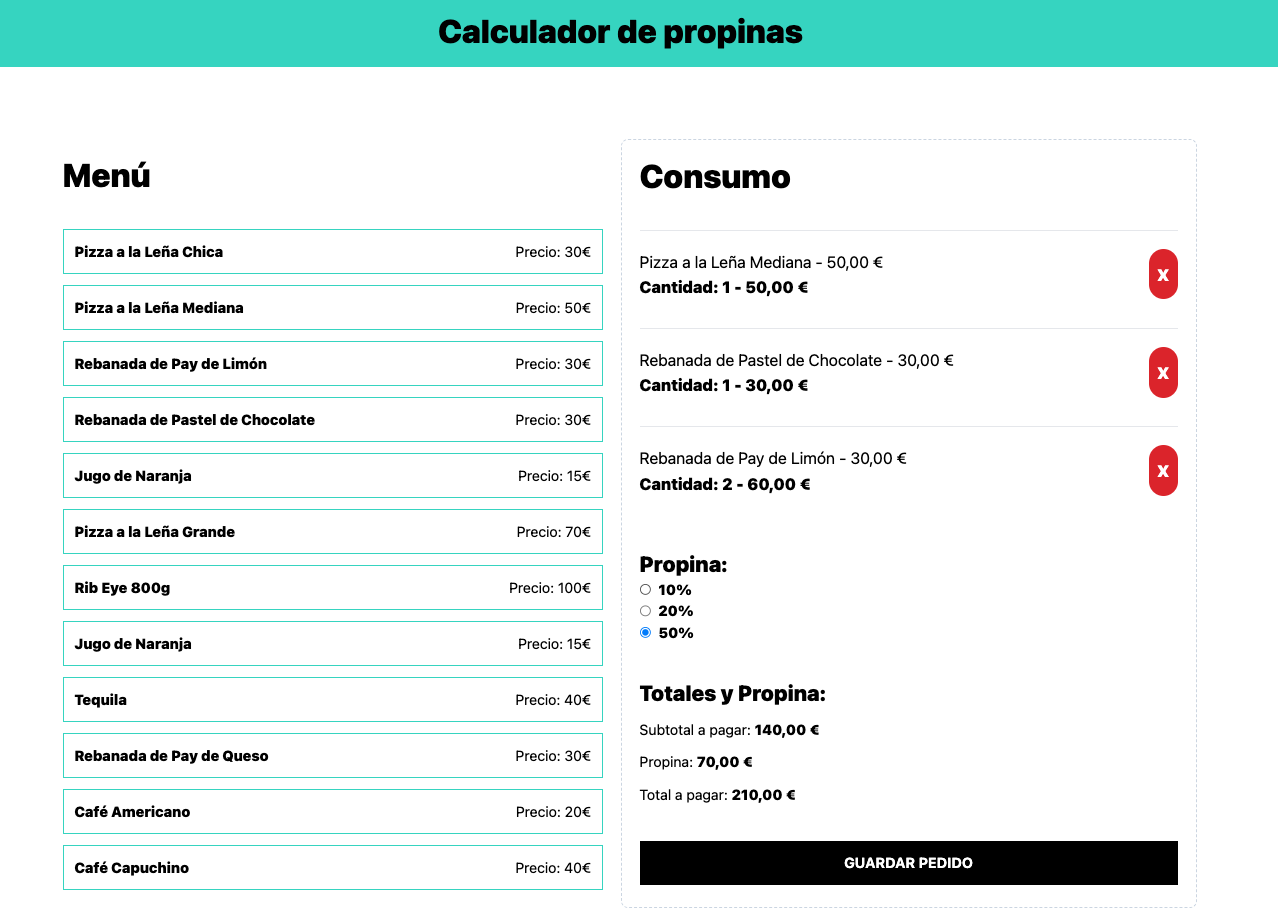 Calculador de propinas
Menú
Pizza a la Leña Chica Precio: 30€
Pizza a la Leña Mediana Precio: 50€
Rebanada de Pay de Limón Precio: 30€
Rebanada de Pastel de Chocolate Precio: 30€
Jugo de Naranja Precio: 15€
Pizza a la Leña Grande Precio: 70€
Rib Eye 800g Precio: 100€
Jugo de Naranja Precio: 15€
Tequila Precio: 40€
Rebanada de Pay de Queso Precio: 30€
Café Americano Precio: 20€
Café Capuchino Precio: 40€
Consumo
Pizza a la Leña Mediana - 50,00 €
Cantidad: 1 - 50,00 €
X
Rebanada de Pastel de Chocolate - 30,00 €
Cantidad: 1 - 30,00 €
X
Rebanada de Pay de Limón - 30,00 €
Cantidad: 2 - 60,00 €
X
Propina:
10%
20%
50%
Totales y Propina:
Subtotal a pagar: 140,00 €
Propina: 70,00 €
Total a pagar: 210,00 €
GUARDAR PEDIDO